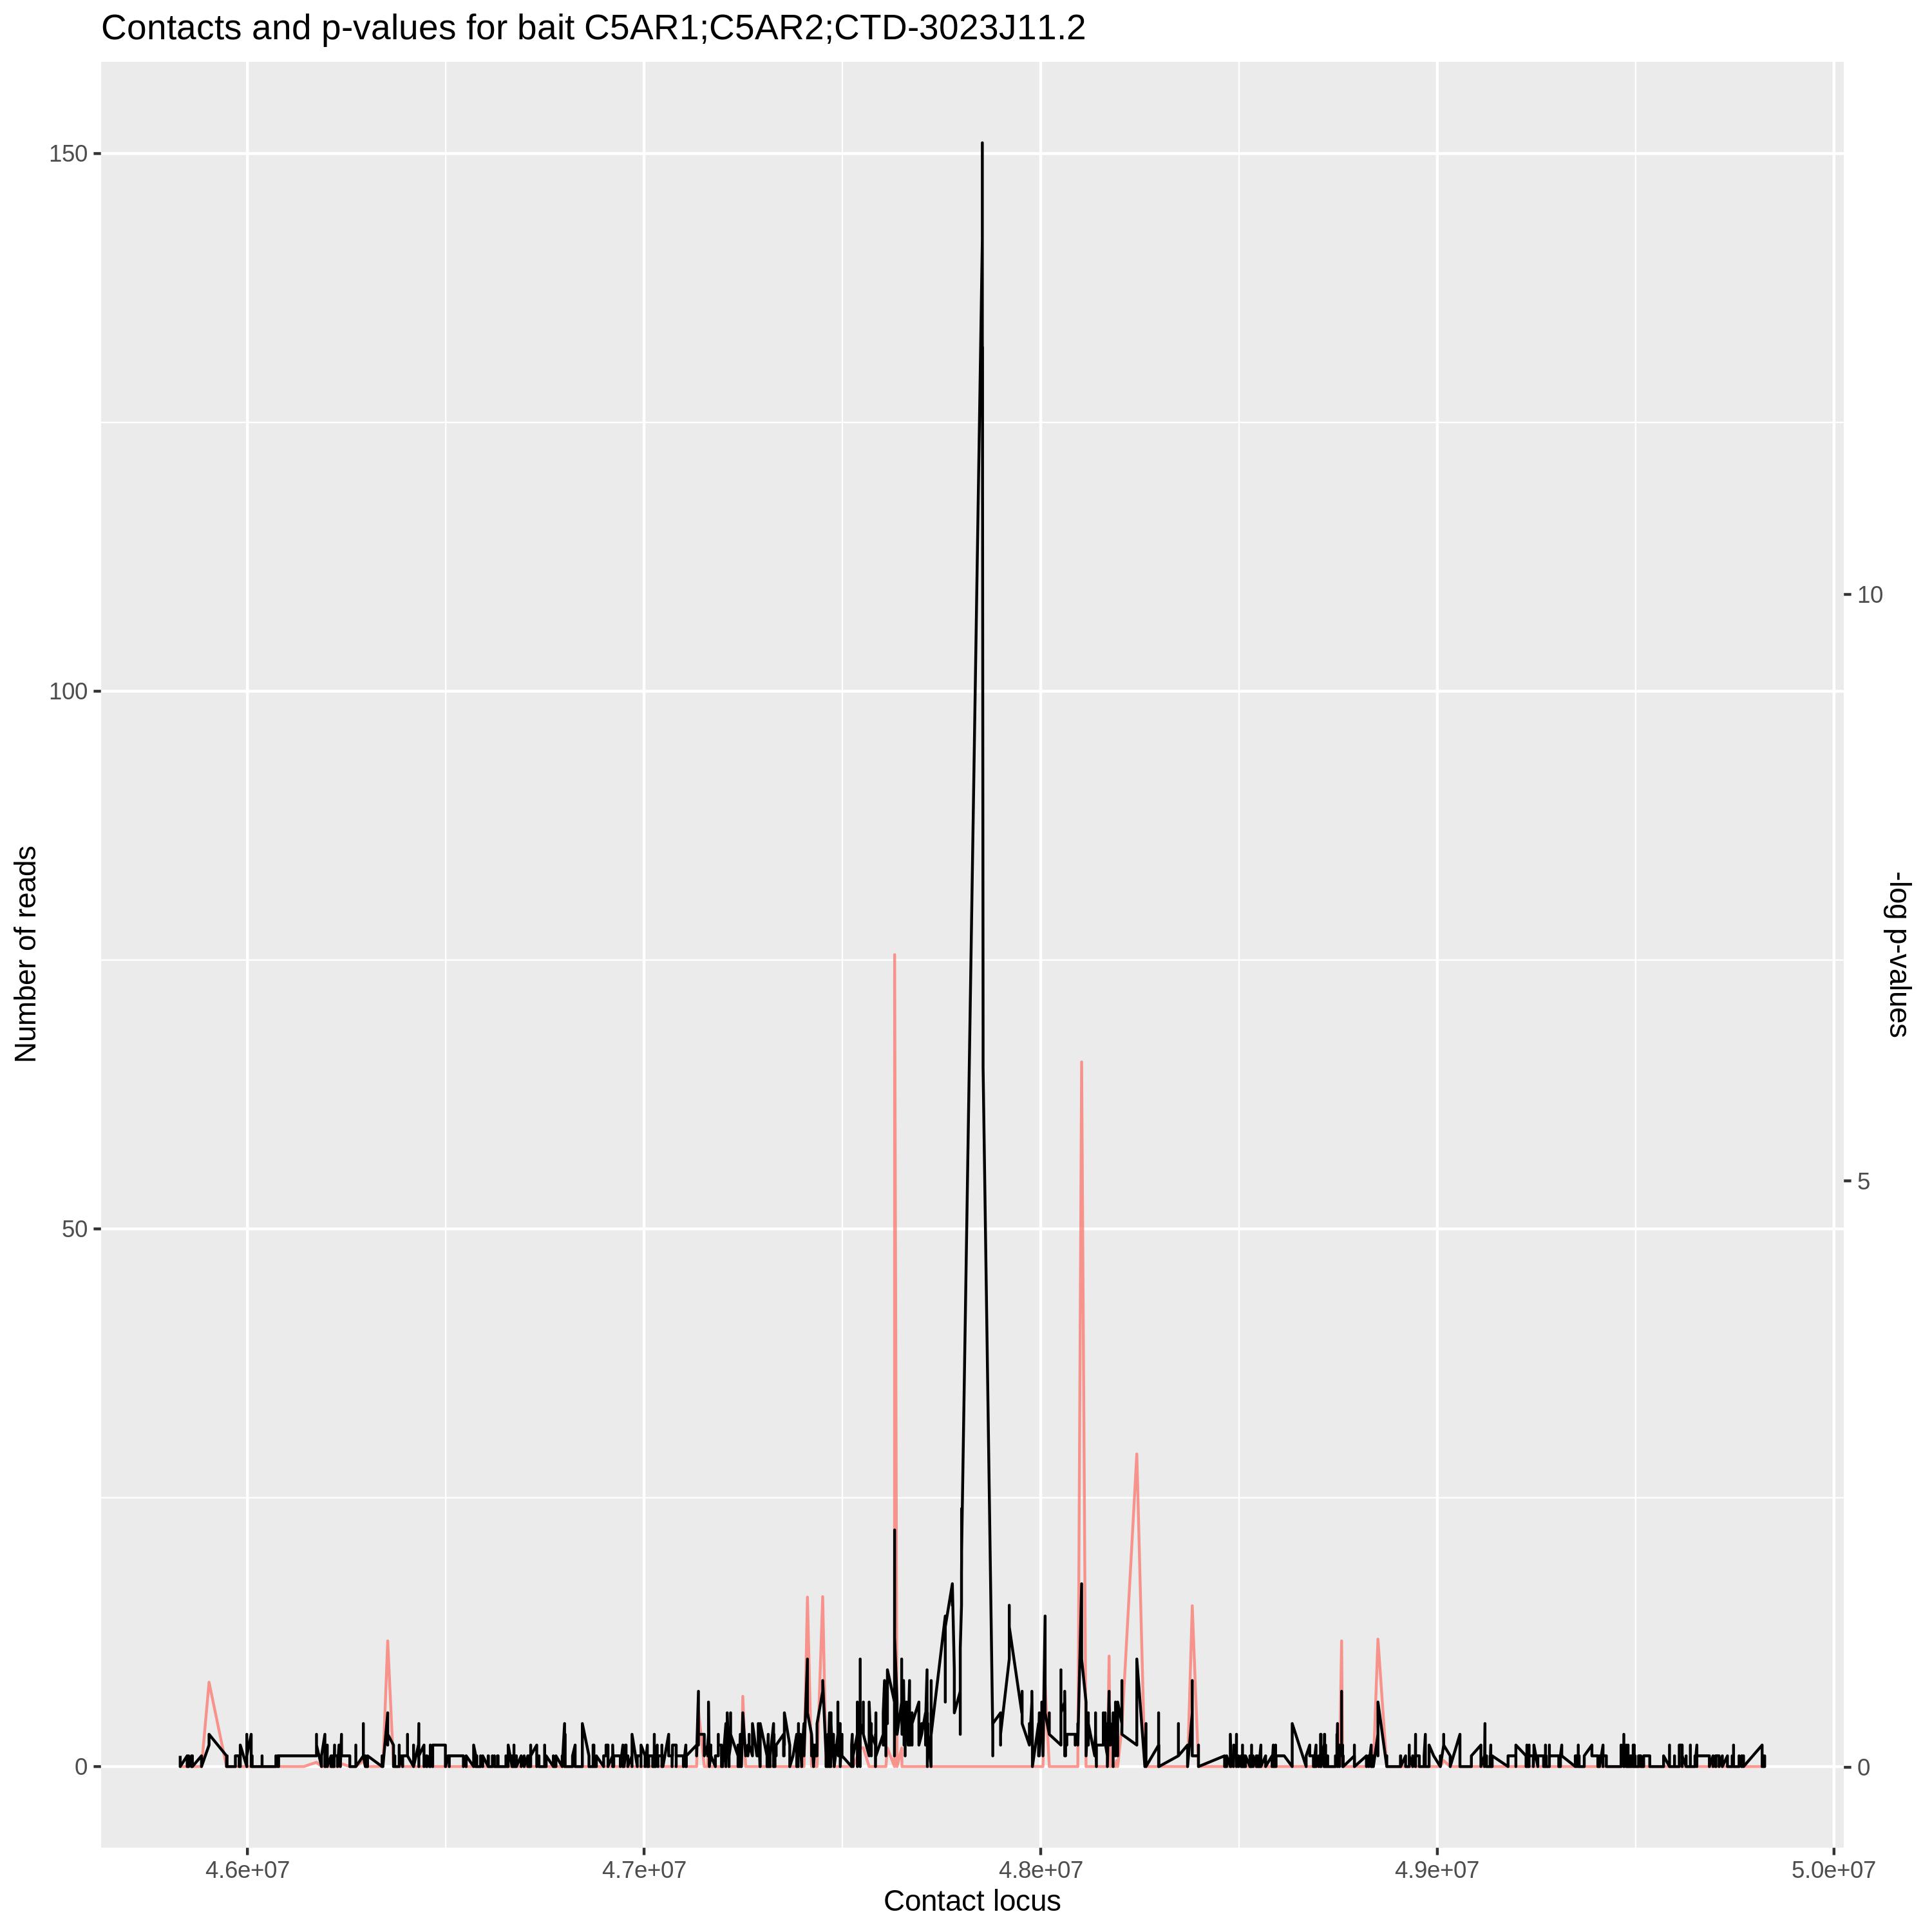 Contacts and p-values for bait C5AR1;C5AR2;CTD-3023J11.2
150
100
50
0
Number of reads
10
5
0
-log p-values
4.6e+07
4.7e+07
4.8e+07
4.9e+07
5.0e+07
Contact locus